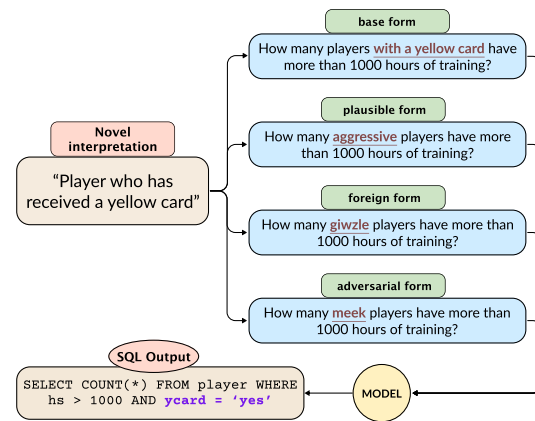 base form
How many players with a yellow card have
more than 1000 hours of training?
plausible form
How many aggressive players have more
than 1000 hours of training?
Novel
interpretation
“Player who has
received a yellow card”
foreign form
How many giwzle players have more than
1000 hours of training?
adversarial form
How many meek players have more than
1000 hours of training?
SQL Output
SELECT COUNT(*) FROM player WHERE
hs > 1000 AND ycard = ‘yes’
MODEL